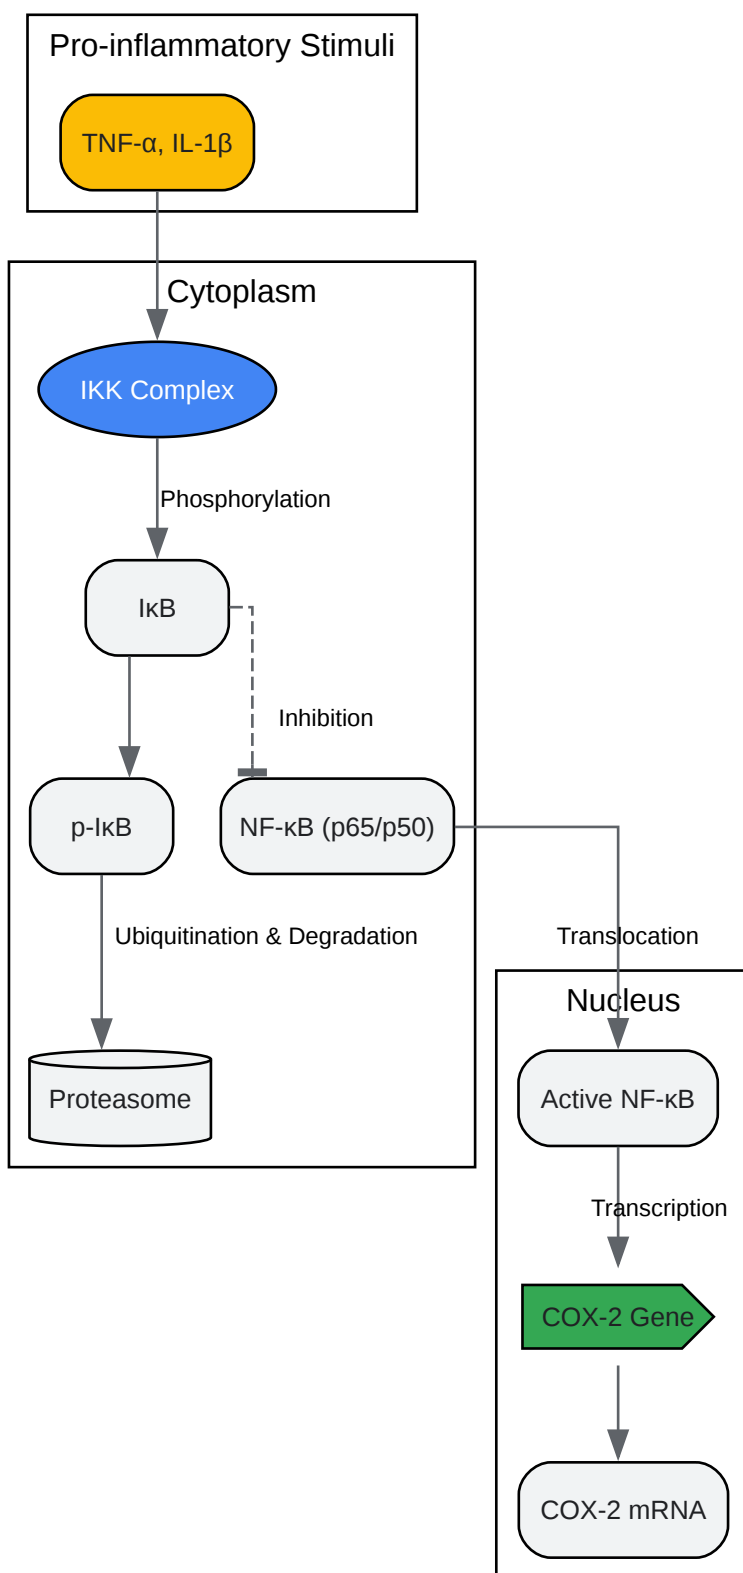 Pro-inflammatory Stimuli
TNF-α, IL-1β
Cytoplasm
IKK Complex
Phosphorylation
IκB
Inhibition
p-IκB
NF-κB (p65/p50)
Ubiquitination & Degradation
Translocation
Nucleus
Proteasome
Active NF-κB
Transcription
COX-2 Gene
COX-2 mRNA